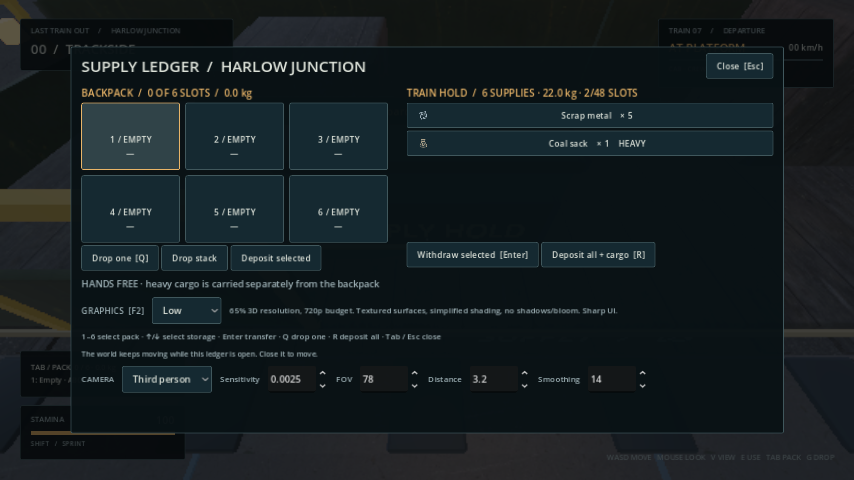 LAST TRAIN OUT / HARLOW JUNCTION
00 / TRACKSIDE
TRAIN 07 / DEPARTURE
AT PLATFORM 00 km/h
SUPPLY LEDGER / HARLOW JUNCTION
Close [Esc]
BACKPACK / 0 OF 6 SLOTS / 0.0 kg
TRAIN HOLD / 6 SUPPLIES · 22.0 kg · 2/48 SLOTS
1 / EMPTY
—
2 / EMPTY
—
3 / EMPTY
—
Scrap metal × 5
Coal sack × 1 HEAVY
4 / EMPTY
—
5 / EMPTY
—
6 / EMPTY
—
Drop one [Q]
Drop stack
Deposit selected
Withdraw selected [Enter]
Deposit all + cargo [R]
HANDS FREE · heavy cargo is carried separately from the backpack
GRAPHICS [F2]
Low
65% 3D resolution, 720p budget. Textured surfaces, simplified shading, no shadows/bloom. Sharp UI.
1–6 select pack · ↑/↓ select storage · Enter transfer · Q drop one · R deposit all · Tab / Esc close
The world keeps moving while this ledger is open. Close it to move.
CAMERA
Third person
Sensitivity 0.0025
FOV 78
Distance 3.2
Smoothing 14
TAB / PACK
1: Empty ·
STAMINA
SHIFT / SPRINT
WASD MOVE MOUSE LOOK V VIEW E USE TAB PACK G DROP